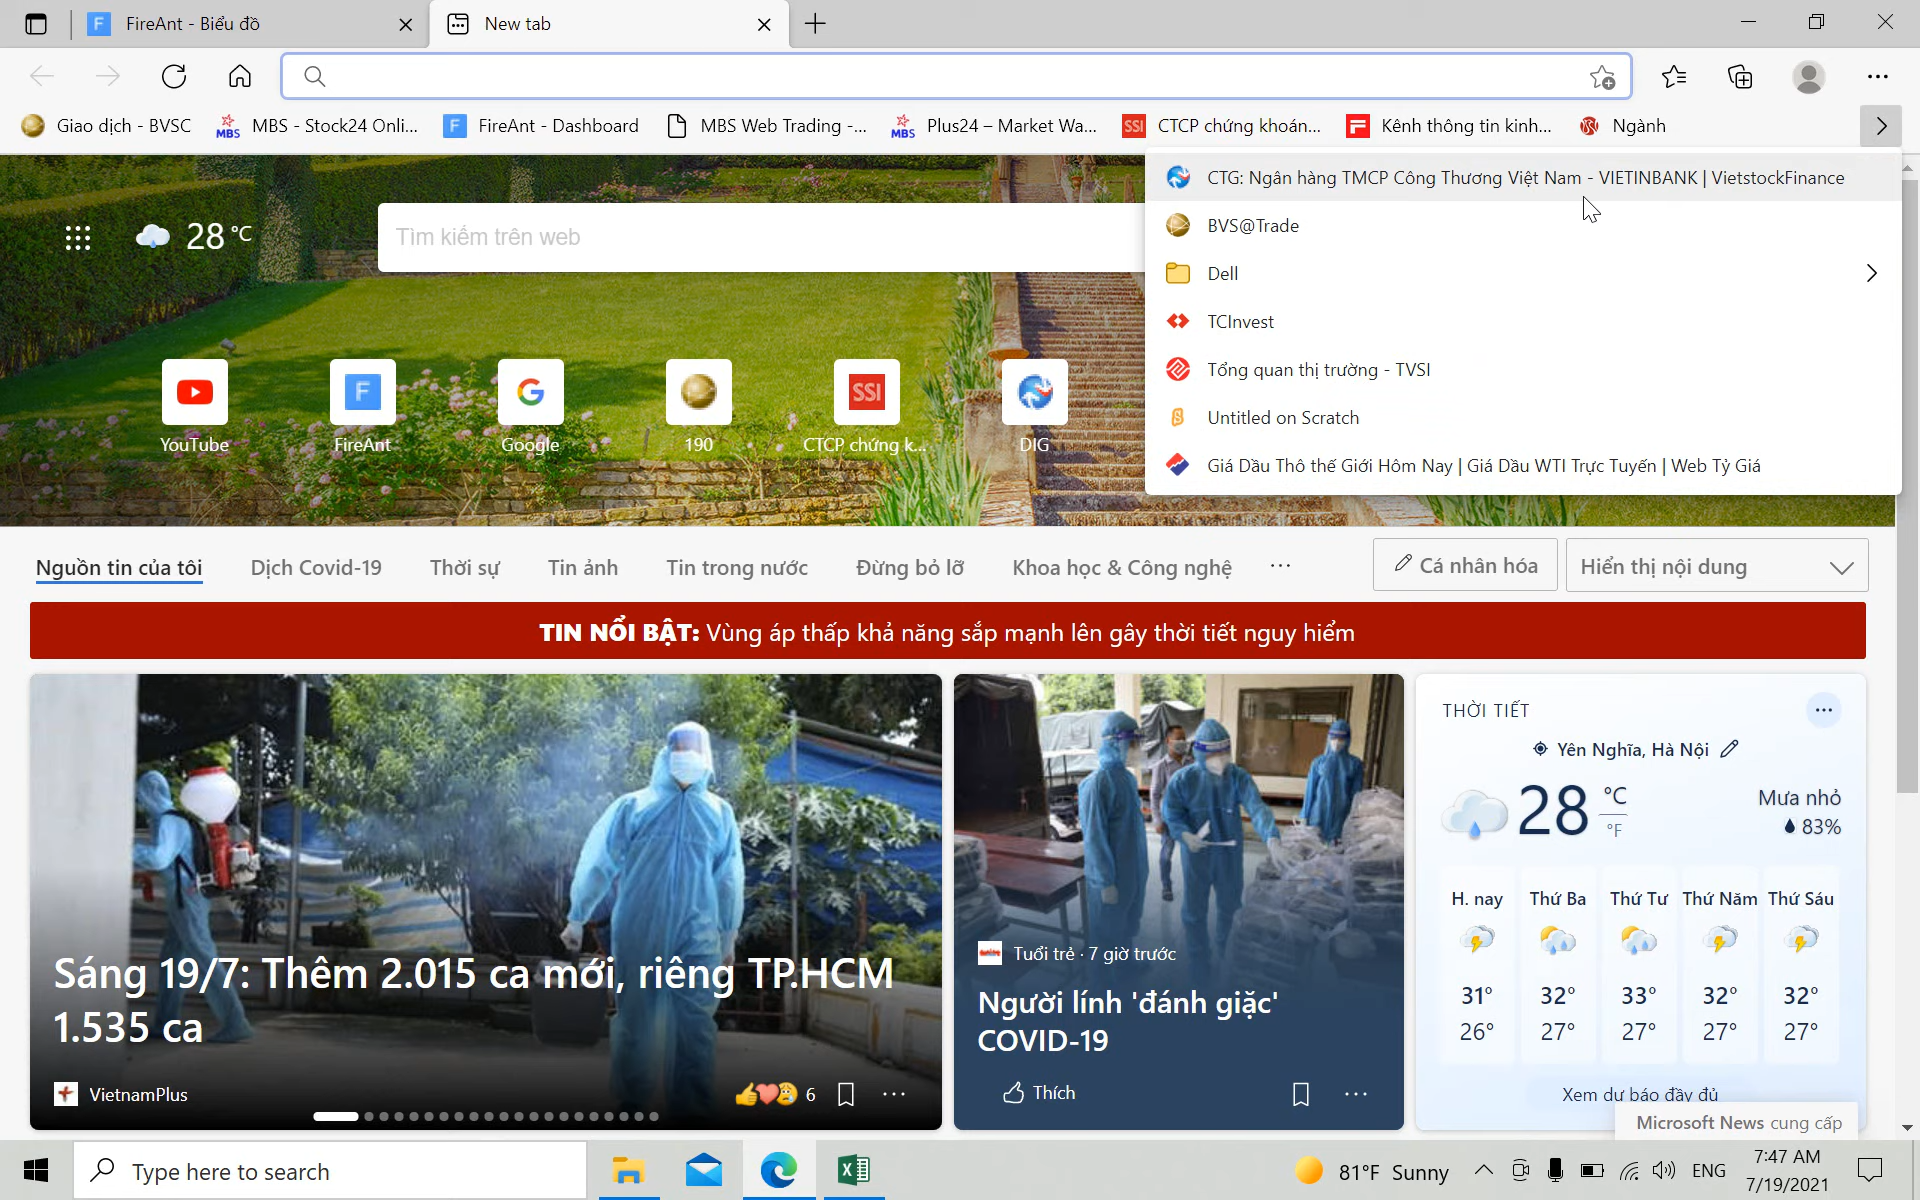 FireAnt - Biểu đồ
New tab
Giao dịch - BVSC
MBS - Stock24 Onli...
FireAnt - Dashboard
MBS Web Trading -...
Plus24 – Market Wa...
CTCP chứng khoán...
Kênh thông tin kinh...
Ngành
CTG: Ngân hàng TMCP Công Thương Việt Nam - VIETINBANK | VietstockFinance
BVS@Trade
Dell
TCInvest
Tổng quan thị trường - TVSI
Untitled on Scratch
Giá Dầu Thô thế Giới Hôm Nay | Giá Dầu WTI Trực Tuyến | Web Tỷ Giá
28 °C
Tìm kiếm trên web
YouTube
FireAnt
Google
190
CTCP chứng k...
DIG
Nguồn tin của tôi
Dịch Covid-19
Thời sự
Tin ảnh
Tin trong nước
Đừng bỏ lỡ
Khoa học & Công nghệ
Cá nhân hóa
Hiển thị nội dung
TIN NỔI BẬT: Vùng áp thấp khả năng sắp mạnh lên gây thời tiết nguy hiểm
Sáng 19/7: Thêm 2.015 ca mới, riêng TP.HCM
1.535 ca
VietnamPlus
6
Tuổi trẻ · 7 giờ trước
Người lính 'đánh giặc'
COVID-19
Thích
THỜI TIẾT
Yên Nghĩa, Hà Nội
28 °C
°F
Mưa nhỏ
83%
H. nay Thứ Ba Thứ Tư Thứ Năm Thứ Sáu
31° 32° 33° 32° 32°
26° 27° 27° 27° 27°
Xem dự báo đầy đủ
Microsoft News cung cấp
Type here to search
81°F Sunny
ENG
7:47 AM
7/19/2021